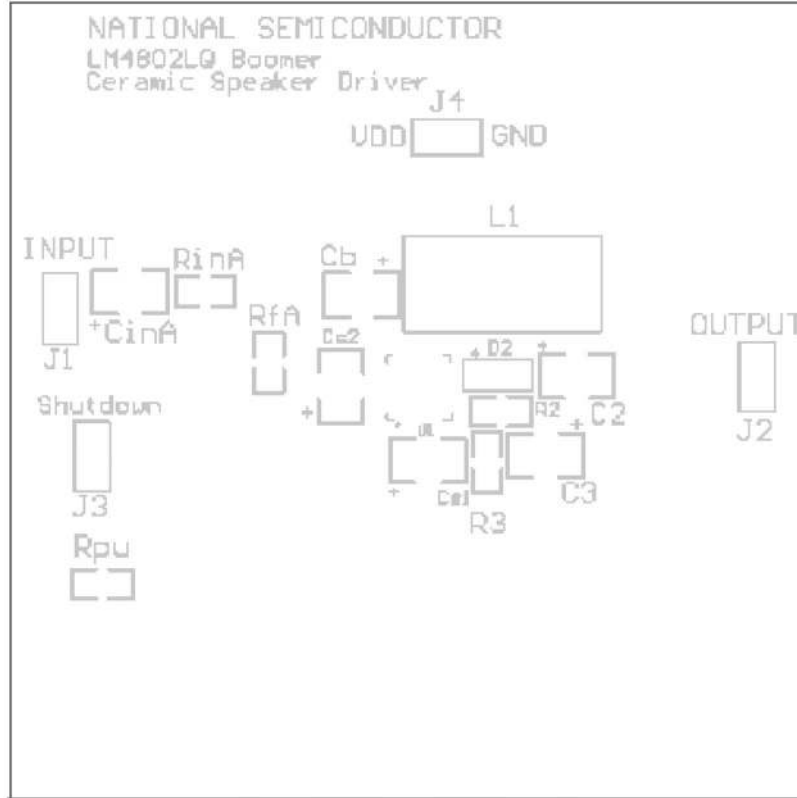 NATIONAL SEMICONDUCTOR
LM4802LQ Boomer
Ceramic Speaker Driver
J4
VDD GND
L1
INPUT
RinA
Cb +
+CinA
RfA
Cs2
D2
OUTPUT
J1
Shutdown
R2
C2
J2
U1
J3
Cs1
C3
R3
Rpu